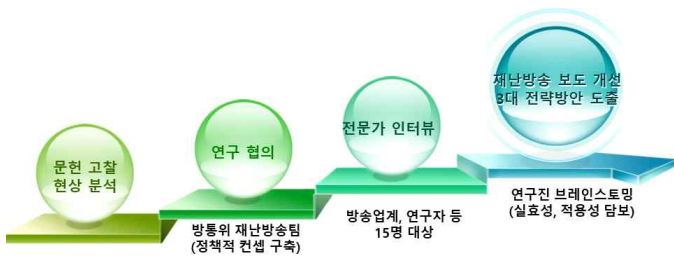 문헌 고찰
현상 분석
연구 협의
방통위 재난방송팀
(정책적 컨셉 구축)
전문가 인터뷰
방송업계, 연구자 등
15명 대상
재난방송 보도 개선
3대 전략방안 도출
연구진 브레인스토밍
(실효성, 적용성 담보)